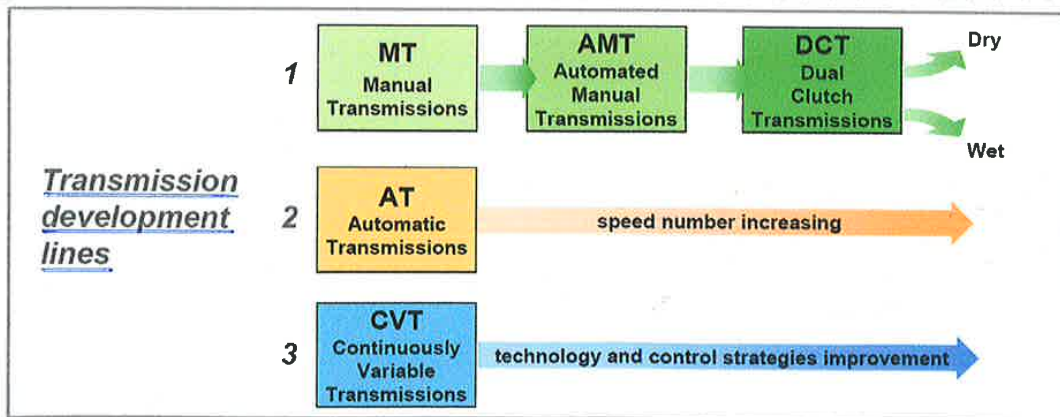 Transmission
development
lines
1
MT
Manual
Transmissions
AMT
Automated
Manual
Transmissions
DCT
Dual
Clutch
Transmissions
Dry
Wet
2
AT
Automatic
Transmissions
speed number increasing
3
CVT
Continuously
Variable
Transmissions
technology and control strategies improvement